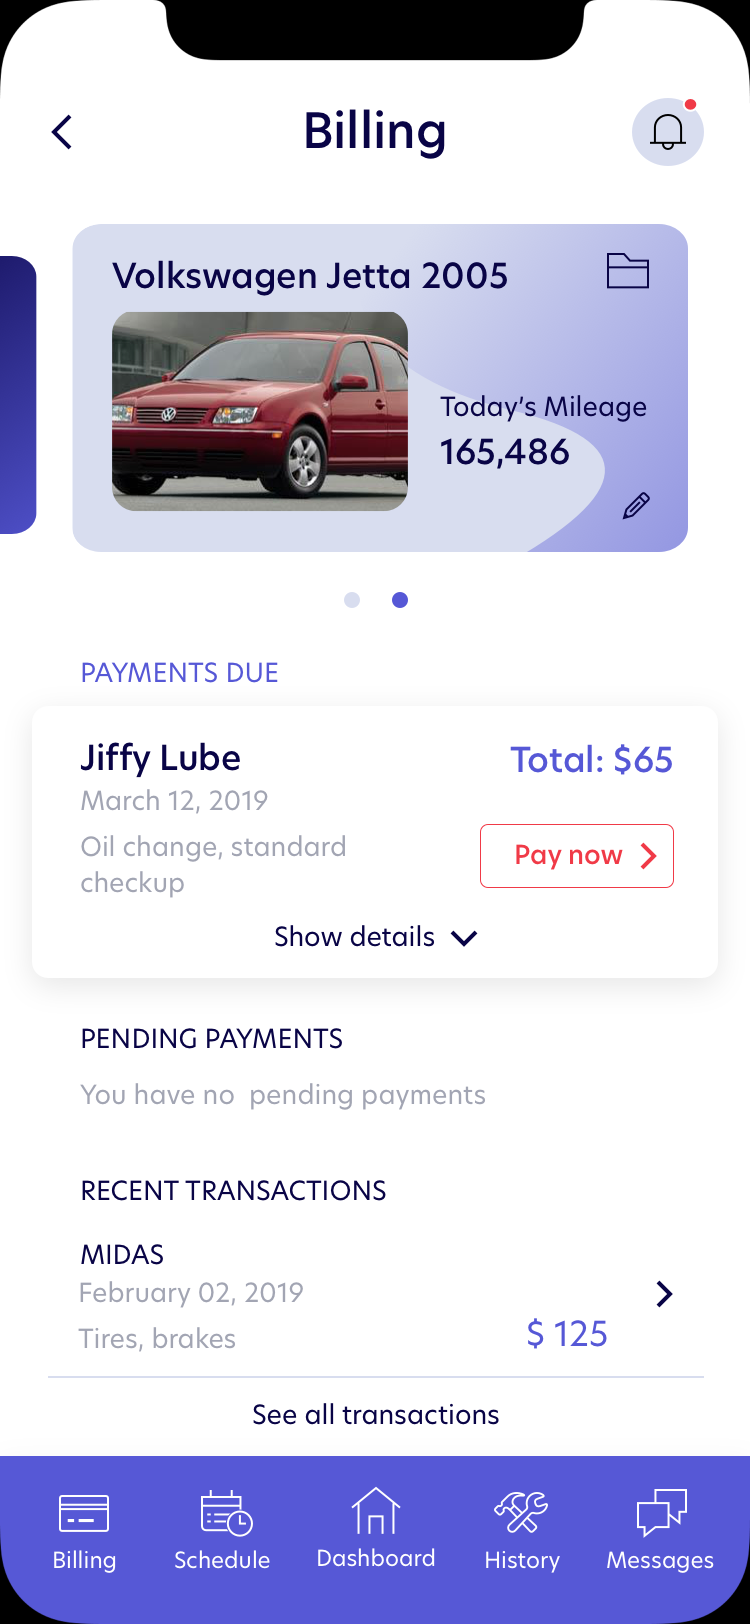 Billing
Volkswagen Jetta 2005
Today's Mileage
165,486
PAYMENTS DUE
Jiffy Lube
Total: $65
March 12, 2019
Oil change, standard
checkup
Pay now
Show details
PENDING PAYMENTS
You have no  pending payments
RECENT TRANSACTIONS
MIDAS
February 02, 2019
Tires, brakes
$ 125
See all transactions
Billing
Schedule
Dashboard
History
Messages